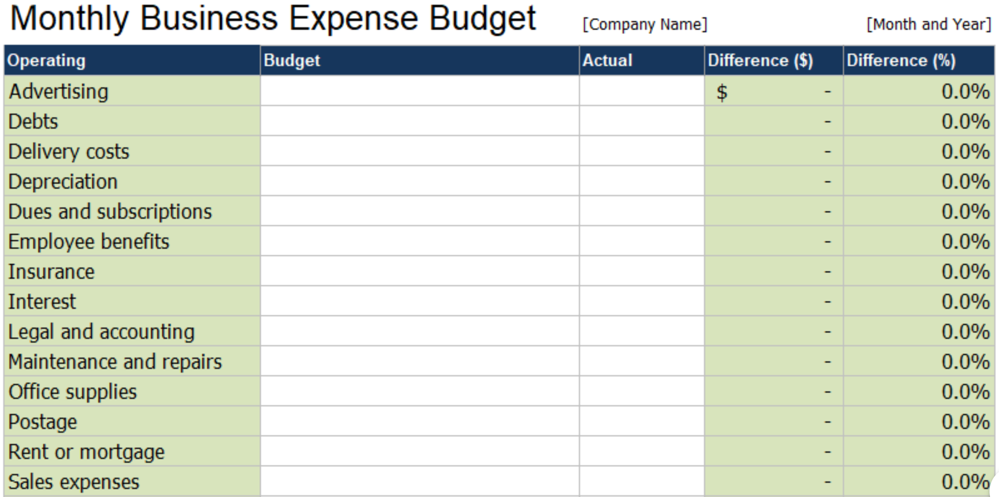 Monthly Business Expense Budget [Company Name] [Month and Year]
Operating Budget Actual Difference ($) Difference (%)
Advertising $ - 0.0%
Debts - 0.0%
Delivery costs - 0.0%
Depreciation - 0.0%
Dues and subscriptions - 0.0%
Employee benefits - 0.0%
Insurance - 0.0%
Interest - 0.0%
Legal and accounting - 0.0%
Maintenance and repairs - 0.0%
Office supplies - 0.0%
Postage - 0.0%
Rent or mortgage - 0.0%
Sales expenses - 0.0%